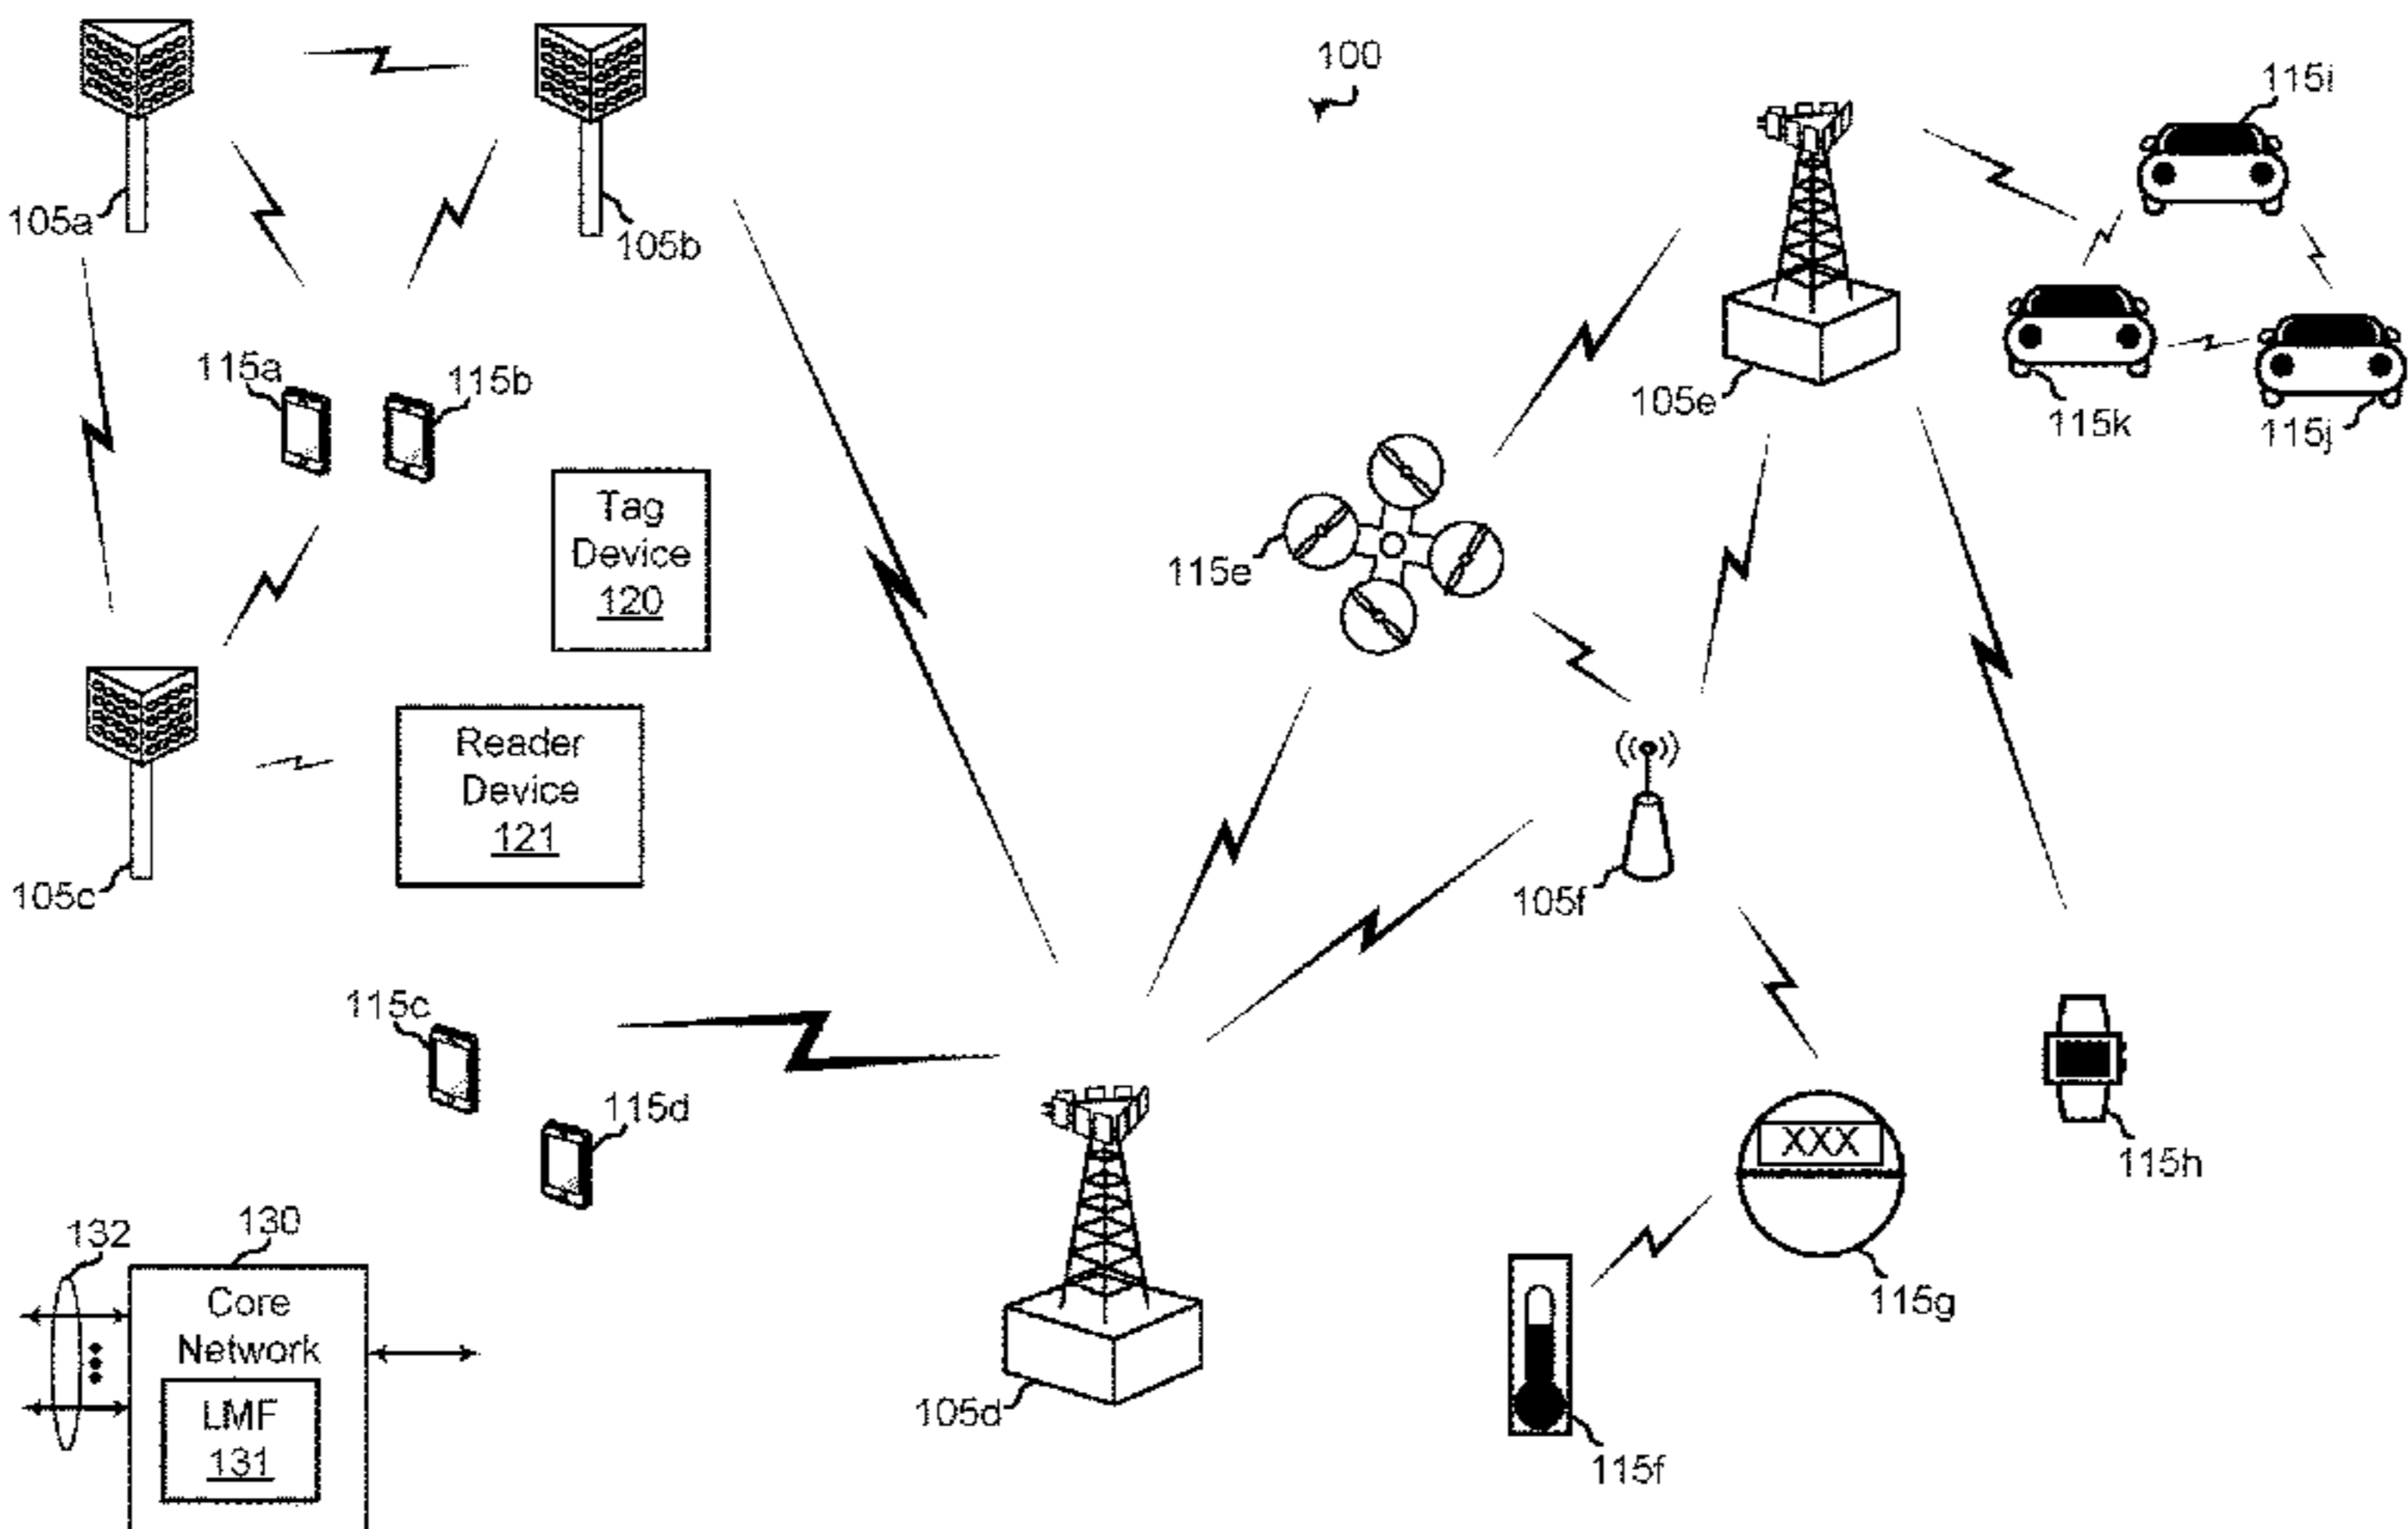 100
115i
105a
105b
115a
115b
105e
115k
115j
Tag
Device
120
115e
Reader
Device
121
105c
105f
115c
115d
115h
132
130
Core
Network
LMF
131
XXX
115g
105d
115f